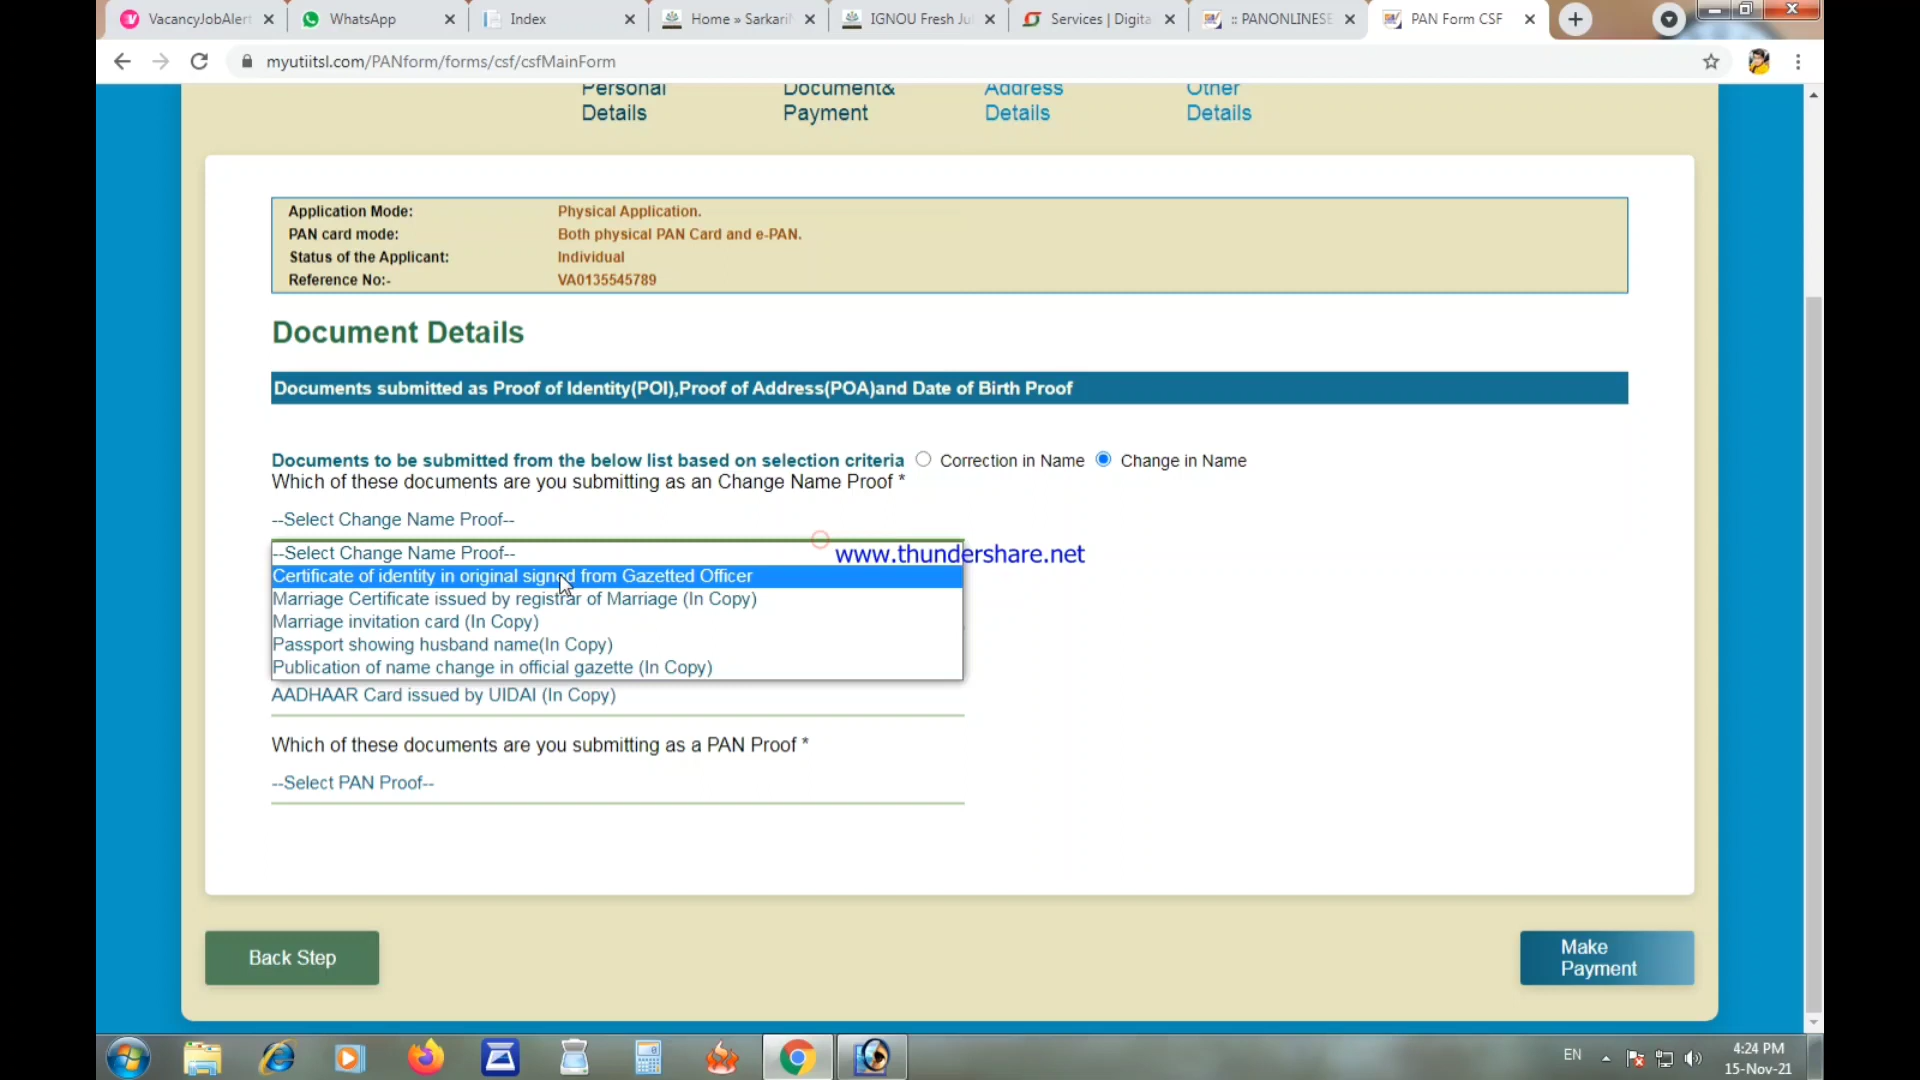 VacancyJobAlert
WhatsApp
Index
Home » Sarkari
IGNOU Fresh Ju
Services | Digita
:: PANONLINESE
PAN Form CSF
myutiitsl.com/PANform/forms/csf/csfMainForm
Personal Details
Document& Payment
Address Details
Other Details
Application Mode: Physical Application.
PAN card mode: Both physical PAN Card and e-PAN.
Status of the Applicant: Individual
Reference No:- VA0135545789
Document Details
Documents submitted as Proof of Identity(POI),Proof of Address(POA)and Date of Birth Proof
Documents to be submitted from the below list based on selection criteria Correction in Name Change in Name
Which of these documents are you submitting as an Change Name Proof *
--Select Change Name Proof--
--Select Change Name Proof--
www.thundershare.net
Certificate of identity in original signed from Gazetted Officer
Marriage Certificate issued by registrar of Marriage (In Copy)
Marriage invitation card (In Copy)
Passport showing husband name(In Copy)
Publication of name change in official gazette (In Copy)
AADHAAR Card issued by UIDAI (In Copy)
Which of these documents are you submitting as a PAN Proof *
--Select PAN Proof--
Back Step
Make
Payment
EN
4:24 PM
15-Nov-21